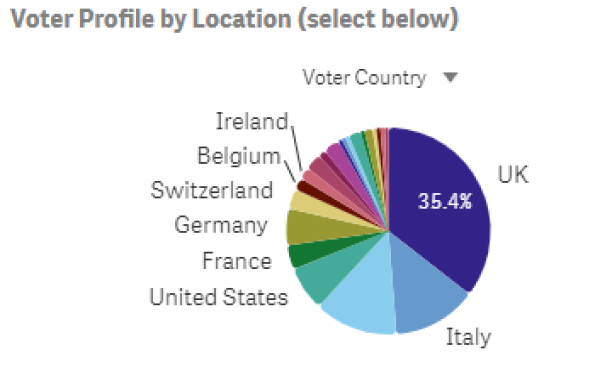 Voter Profile by Location (select below)
Voter Country
Ireland
Belgium
Switzerland
Germany
France
United States
UK
35.4%
Italy